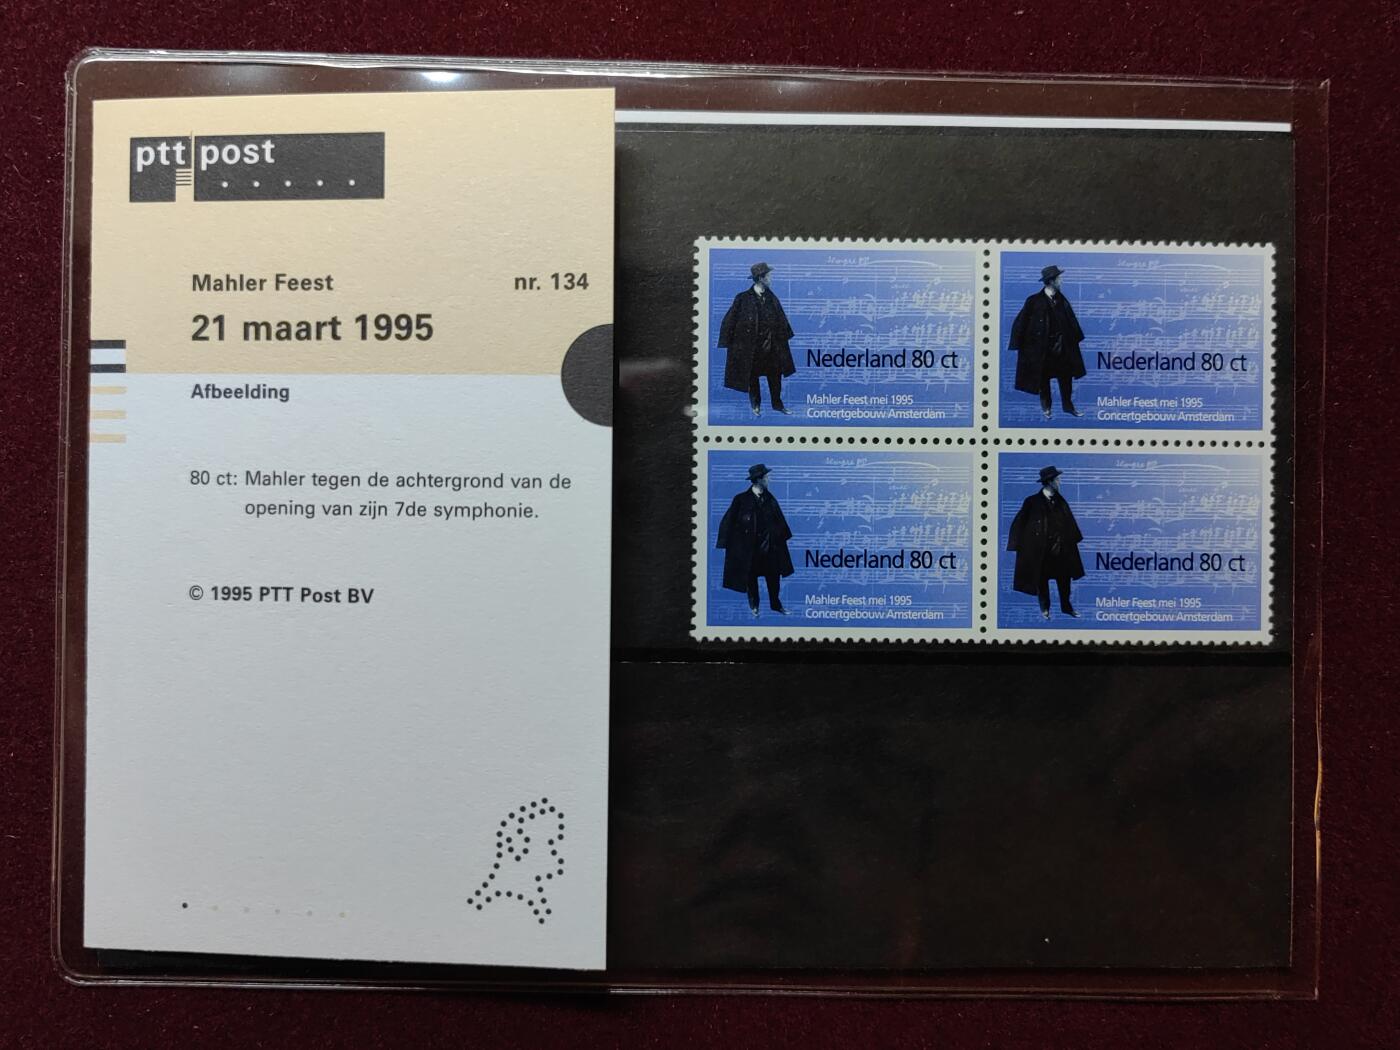 ptt post
Mahler Feest nr. 134
21 maart 1995
Afbeelding
80 ct: Mahler tegen de achtergrond van de
opening van zijn 7de symphonie.
© 1995 PTT Post BV
Nederland 80 ct
Mahler Feest mei 1995
Concertgebouw Amsterdam
Nederland 80 ct
Mahler Feest mei 1995
Concertgebouw Amsterdam
Nederland 80 ct
Mahler Feest mei 1995
Concertgebouw Amsterdam
Nederland 80 ct
Mahler Feest mei 1995
Concertgebouw Amsterdam